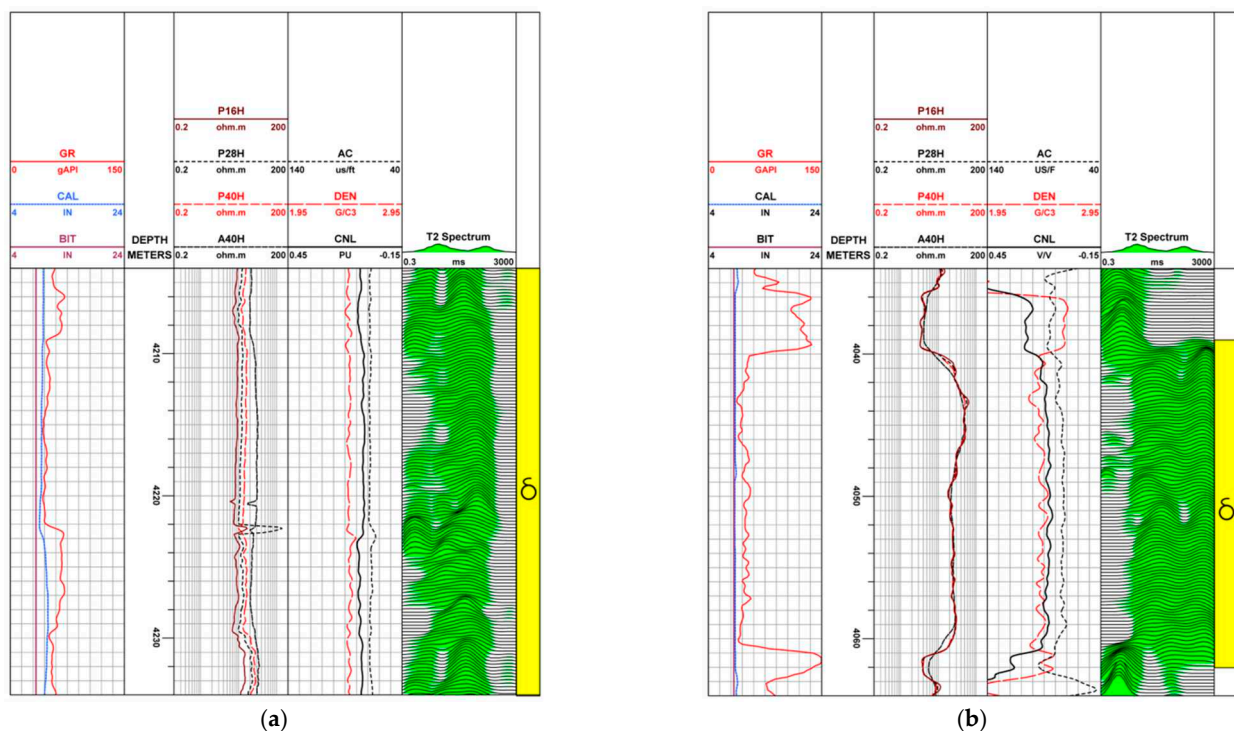 P16H
0.2 ohm.m 200
GR P28H AC
0 gAPI 150 0.2 ohm.m 200 140 us/ft 40
CAL P40H DEN
4 IN 24 0.2 ohm.m 200 1.95 G/C3 2.95
BIT DEPTH A40H CNL T2 Spectrum
4 IN 24 METERS 0.2 ohm.m 200 0.45 PU -0.15 0.3 ms 3000
4210
4220
4230
δ
(a)
P16H
0.2 ohm.m 200
GR P28H AC
0 GAPI 150 0.2 ohm.m 200 140 US/F 40
CAL P40H DEN
4 IN 24 0.2 ohm.m 200 1.95 G/C3 2.95
BIT DEPTH A40H CNL T2 Spectrum
4 IN 24 METERS 0.2 ohm.m 200 0.45 V/V -0.15 0.3 ms 3000
4040
4050
4060
δ
(b)